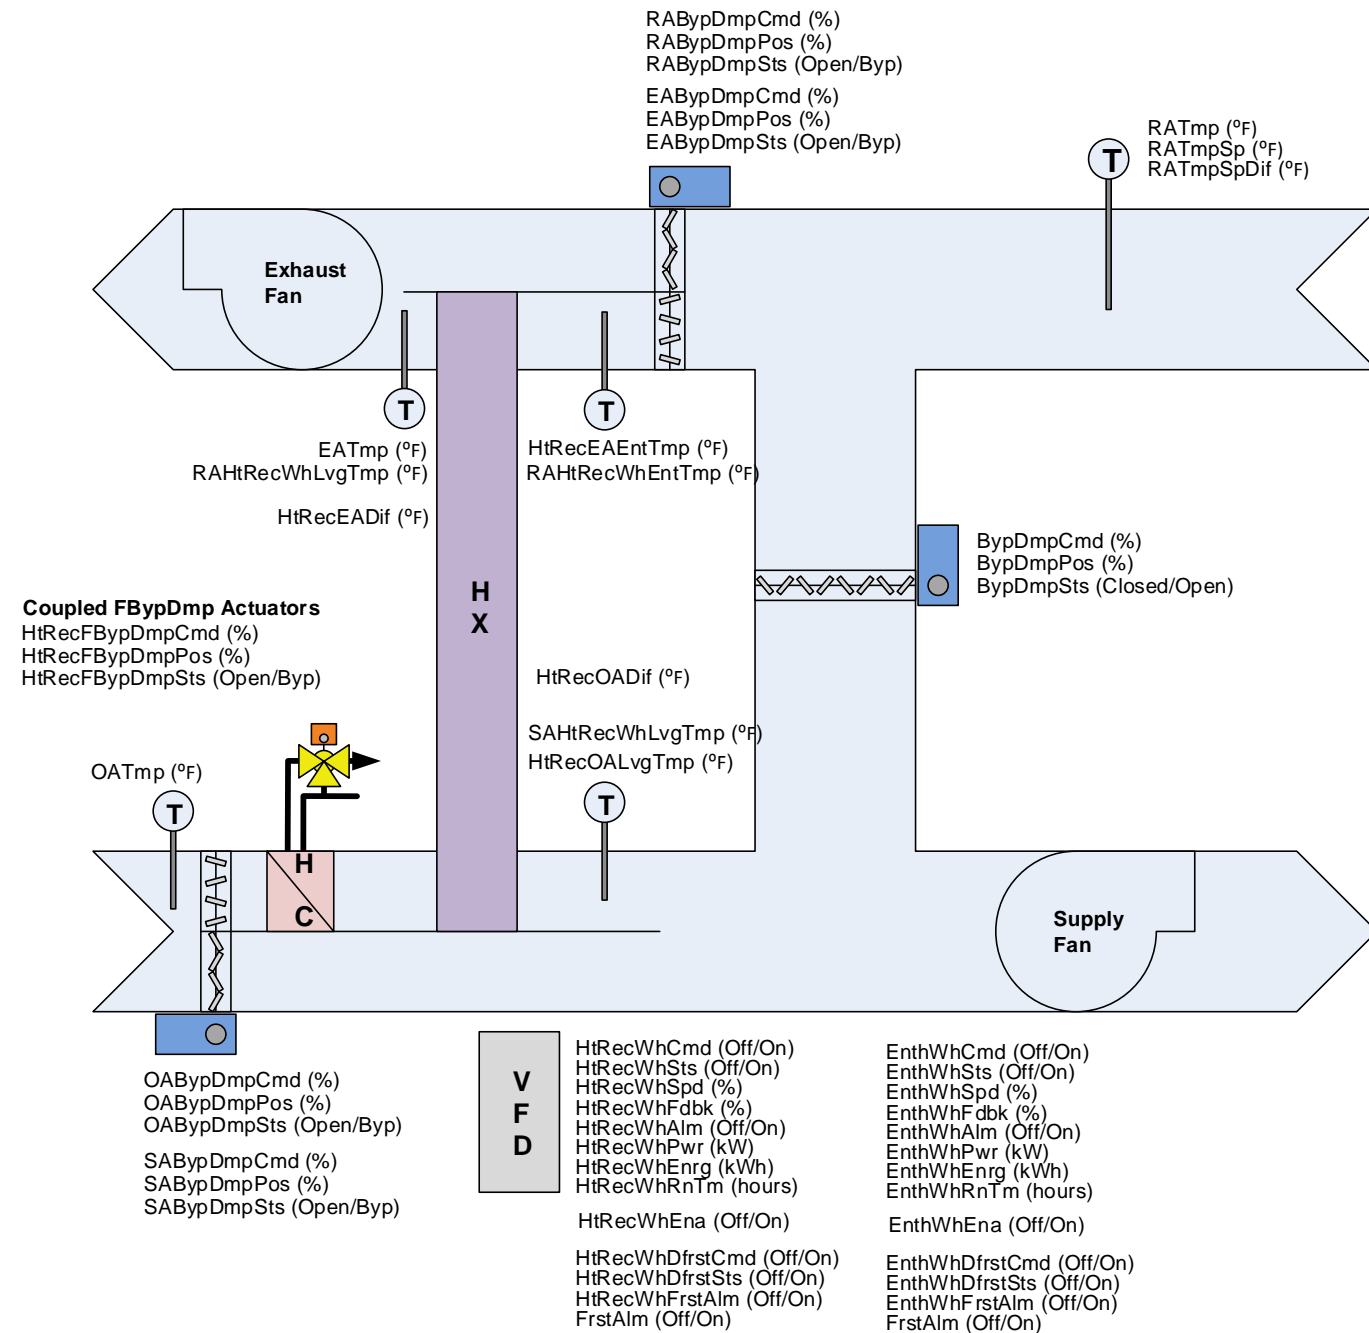 RABypDmpCmd (%)
RABypDmpPos (%)
RABypDmpSts (Open/Byp)
EABypDmpCmd (%)
EABypDmpPos (%)
EABypDmpSts (Open/Byp)
RATmp (ºF)
RATmpSp (ºF)
RATmpSpDif (ºF)
T
Exhaust
Fan
T
T
EATmp (ºF)
RAHtRecWhLvgTmp (ºF)
HtRecEADif (ºF)
HtRecEAEntTmp (ºF)
RAHtRecWhEntTmp (ºF)
BypDmpCmd (%)
BypDmpPos (%)
BypDmpSts (Closed/Open)
H
X
Coupled FBypDmp Actuators
HtRecFBypDmpCmd (%)
HtRecFBypDmpPos (%)
HtRecFBypDmpSts (Open/Byp)
HtRecOADif (ºF)
SAHtRecWhLvgTmp (ºF)
HtRecOALvgTmp (ºF)
OATmp (ºF)
T
T
H
C
Supply
Fan
OABypDmpCmd (%)
OABypDmpPos (%)
OABypDmpSts (Open/Byp)
SABypDmpCmd (%)
SABypDmpPos (%)
SABypDmpSts (Open/Byp)
V
F
D
HtRecWhCmd (Off/On)
HtRecWhSts (Off/On)
HtRecWhSpd (%)
HtRecWhFdbk (%)
HtRecWhAlm (Off/On)
HtRecWhPwr (kW)
HtRecWhEnrg (kWh)
HtRecWhRnTm (hours)
HtRecWhEna (Off/On)
HtRecWhDfrstCmd (Off/On)
HtRecWhDfrstSts (Off/On)
HtRecWhFrstAlm (Off/On)
FrstAlm (Off/On)
EnthWhCmd (Off/On)
EnthWhSts (Off/On)
EnthWhSpd (%)
EnthWhFdbk (%)
EnthWhAlm (Off/On)
EnthWhPwr (kW)
EnthWhEnrg (kWh)
EnthWhRnTm (hours)
EnthWhEna (Off/On)
EnthWhDfrstCmd (Off/On)
EnthWhDfrstSts (Off/On)
EnthWhFrstAlm (Off/On)
FrstAlm (Off/On)